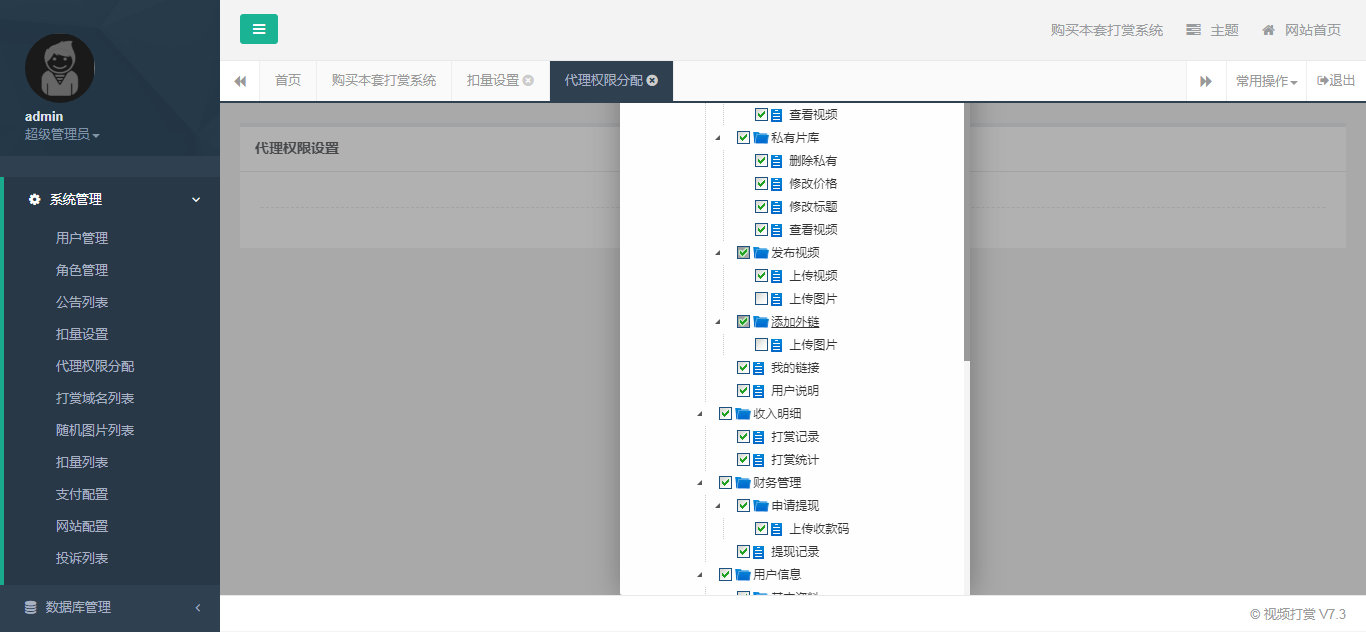 admin
超级管理员
系统管理
用户管理
角色管理
公告列表
扣量设置
代理权限分配
打赏域名列表
随机图片列表
扣量列表
支付配置
网站配置
投诉列表
数据库管理
购买本套打赏系统 主题 网站首页
首页 购买本套打赏系统 扣量设置 代理权限分配 常用操作 退出
代理权限设置
查看视频
私有片库
删除私有
修改价格
修改标题
查看视频
发布视频
上传视频
上传图片
添加外链
上传图片
我的链接
用户说明
收入明细
打赏记录
打赏统计
财务管理
申请提现
上传收款码
提现记录
用户信息
© 视频打赏 V7.3